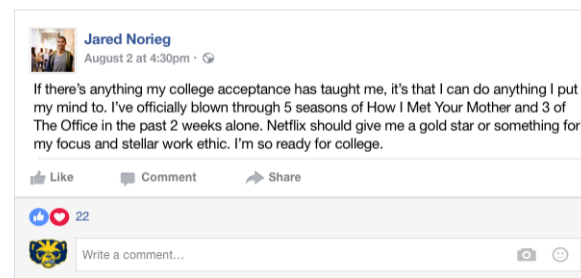 Jared Norieg
August 2 at 4:30pm ·
If there's anything my college acceptance has taught me, it's that I can do anything I put
my mind to. I've officially blown through 5 seasons of How I Met Your Mother and 3 of
The Office in the past 2 weeks alone. Netflix should give me a gold star or something for
my focus and stellar work ethic. I'm so ready for college.
Like Comment Share
22
Write a comment...